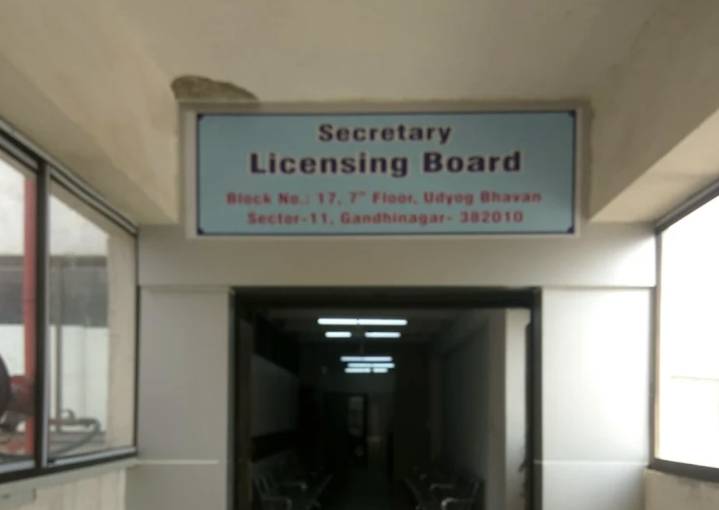 Secretary
Licensing Board
Block No.: 17, 7th Floor, Udyog Bhavan
Sector-11, Gandhinagar- 382010